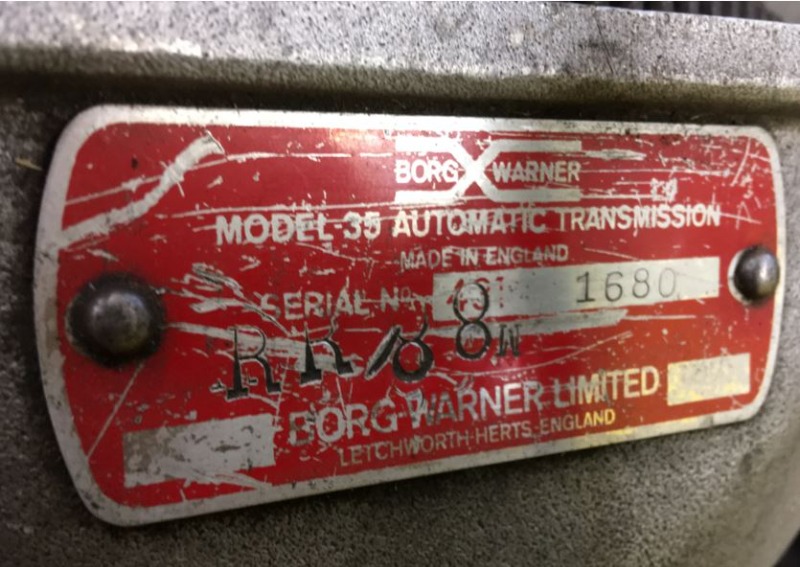 BORG WARNER
MODEL-35 AUTOMATIC TRANSMISSION
MADE IN ENGLAND
SERIAL No. 1680
BORG-WARNER LIMITED
LETCHWORTH-HERTS-ENGLAND